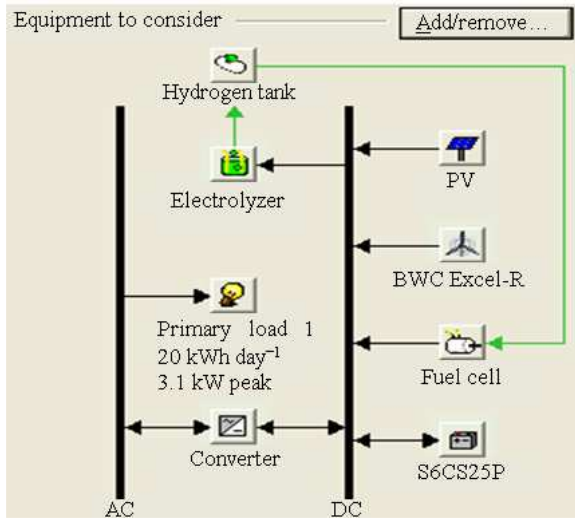 Equipment to consider
Add/remove...
Hydrogen tank
Electrolyzer
PV
BWC Excel-R
Primary load 1
20 kWh day⁻¹
3.1 kW peak
Fuel cell
Converter
S6CS25P
AC
DC